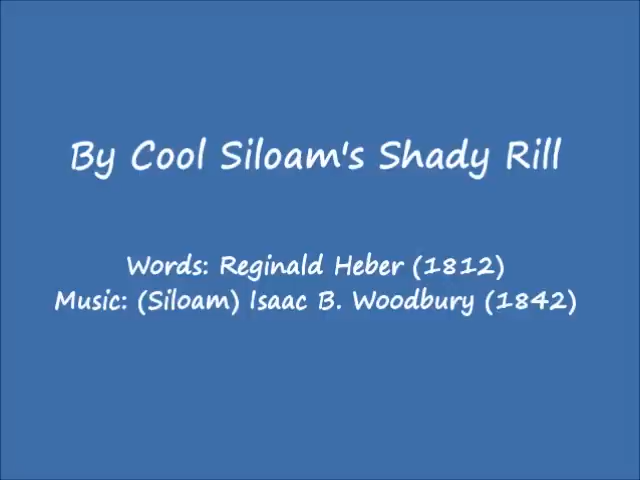 By Cool Siloam's Shady Rill
Words: Reginald Heber (1812)
Music: (Siloam) Isaac B. Woodbury (1842)